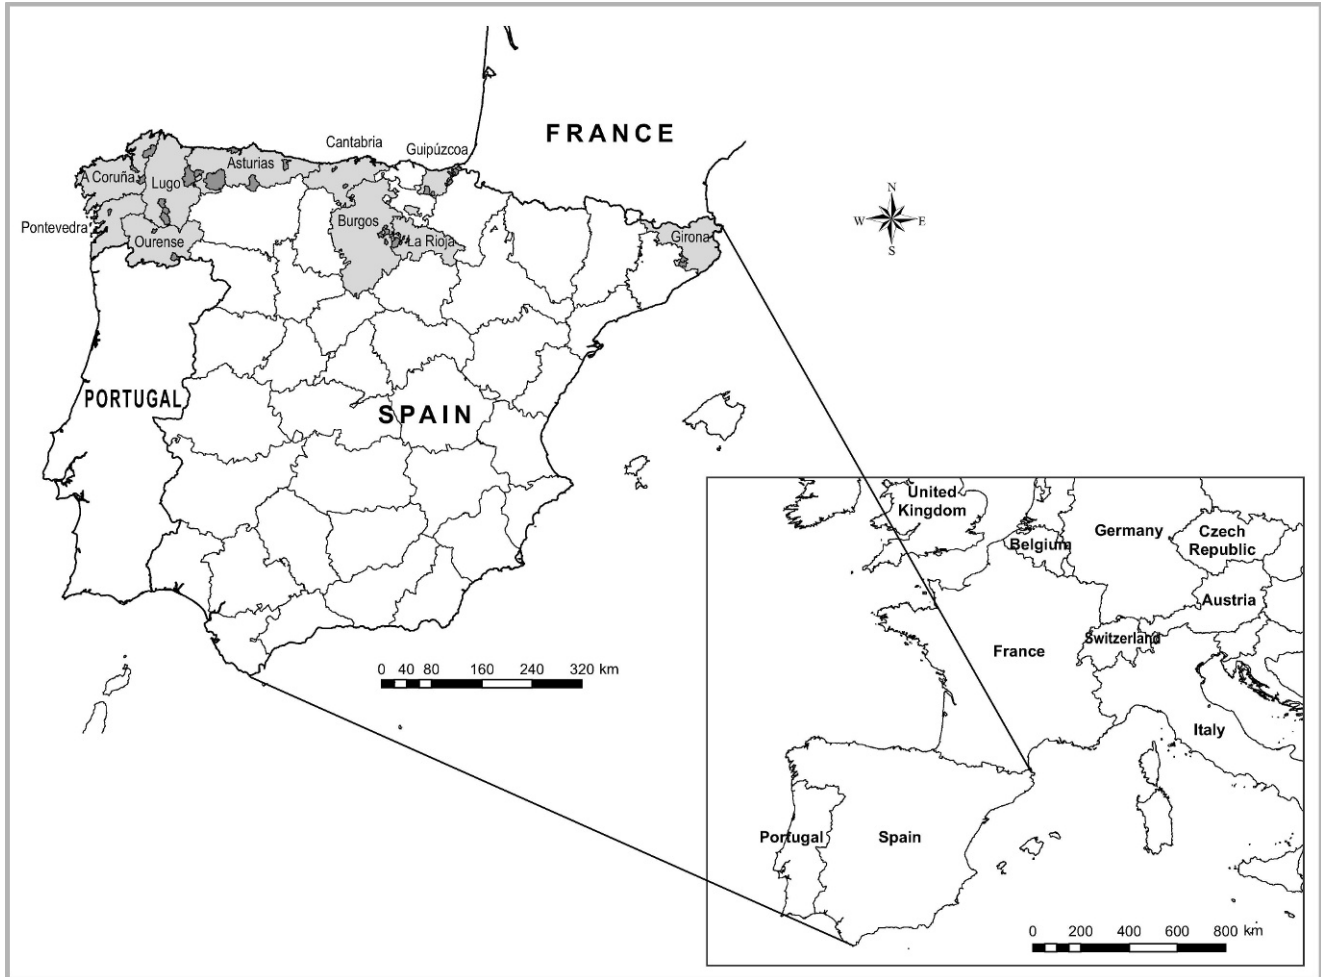 FRANCE
Cantabria
Guipúzcoa
Asturias
A Coruña
Lugo
Pontevedra
Ourense
Burgos
La Rioja
Girona
N
W
E
S
PORTUGAL
SPAIN
0 40 80 160 240 320 km
United
Kingdom
Belgium
Germany
Czech
Republic
Austria
Switzerland
France
Italy
Portugal
Spain
0 200 400 600 800 km